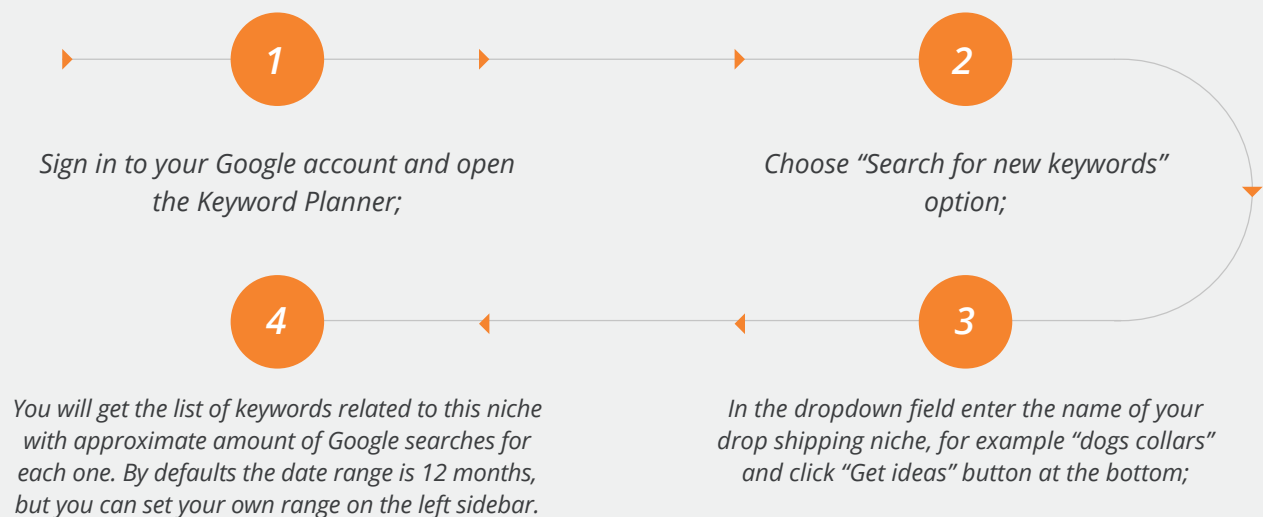 1
Sign in to your Google account and open
the Keyword Planner;
2
Choose “Search for new keywords”
option;
3
In the dropdown field enter the name of your
drop shipping niche, for example “dogs collars”
and click “Get ideas” button at the bottom;
4
You will get the list of keywords related to this niche
with approximate amount of Google searches for
each one. By defaults the date range is 12 months,
but you can set your own range on the left sidebar.